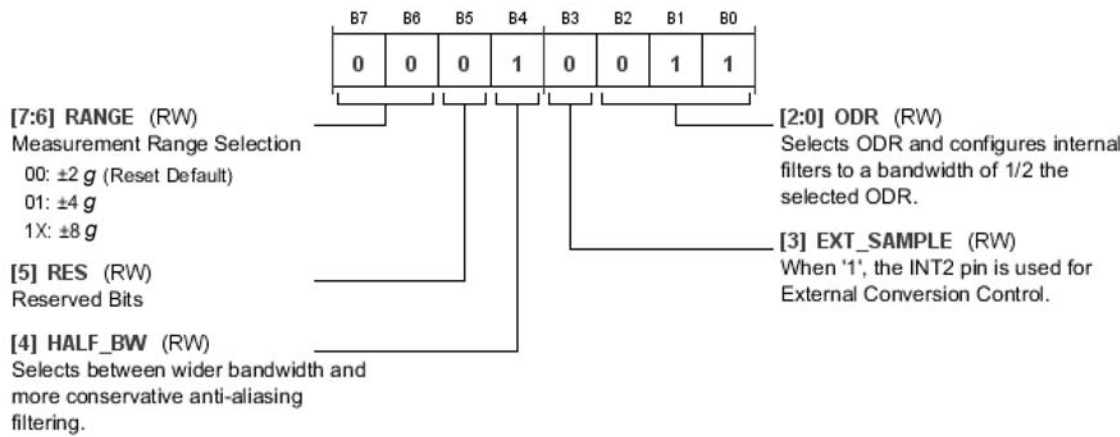 B7 B6 B5 B4 B3 B2 B1 B0
0 0 0 1 0 0 1 1
[7:6] RANGE (RW)
Measurement Range Selection
00: ±2 g (Reset Default)
01: ±4 g
1X: ±8 g
[5] RES (RW)
Reserved Bits
[4] HALF_BW (RW)
Selects between wider bandwidth and
more conservative anti-aliasing
filtering.
[2:0] ODR (RW)
Selects ODR and configures internal
filters to a bandwidth of 1/2 the
selected ODR.
[3] EXT_SAMPLE (RW)
When '1', the INT2 pin is used for
External Conversion Control.